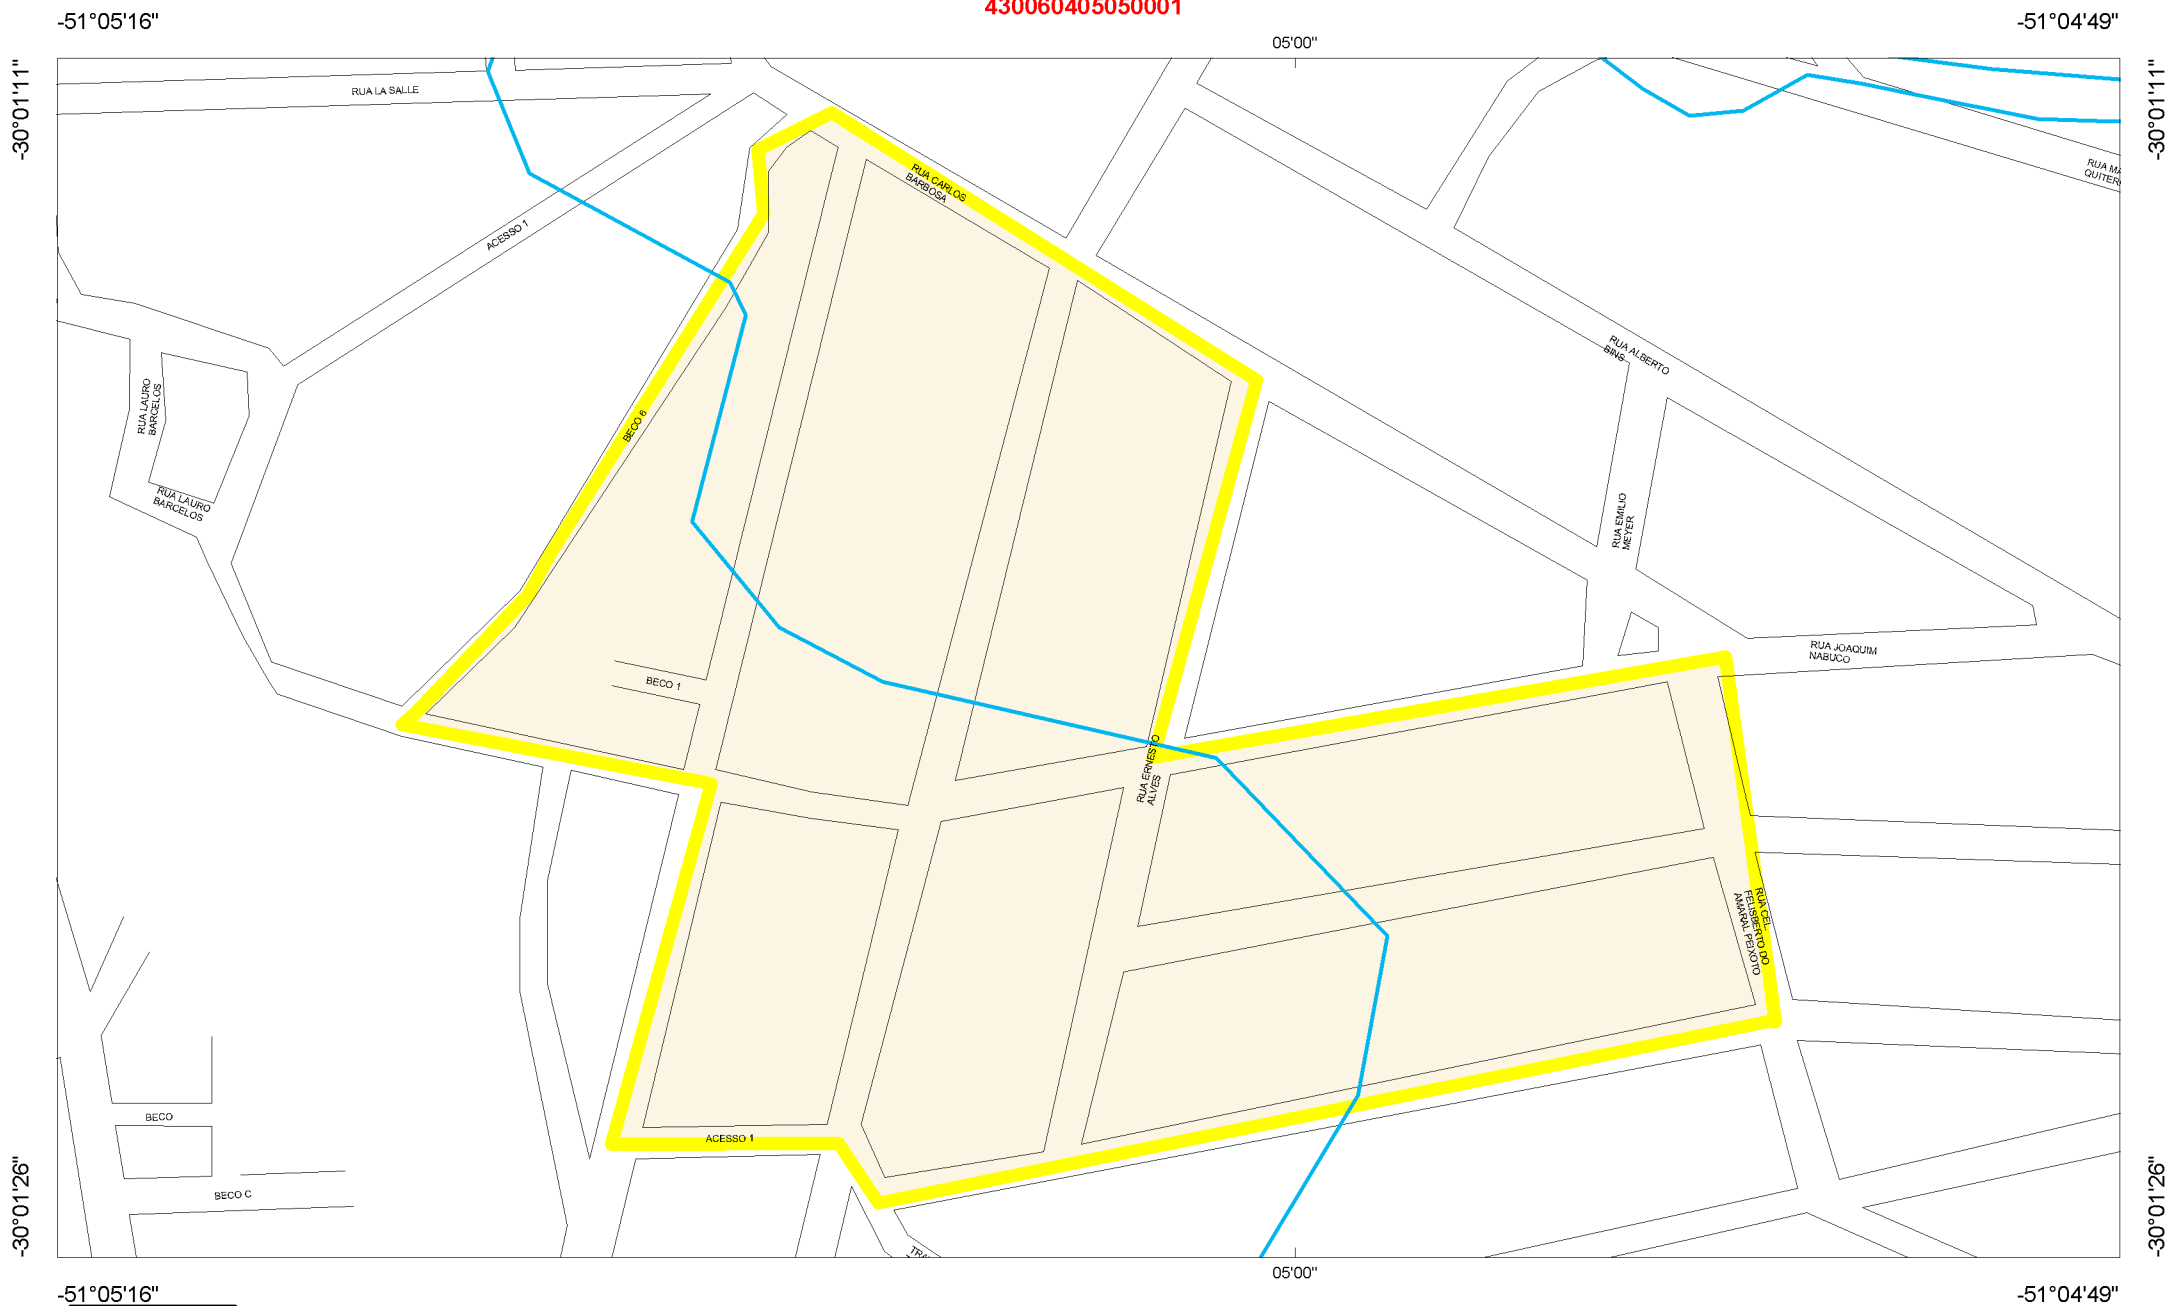 430060405050001
-51°05'16"
-51°04'49"
05'00"
-30°01'11"
-30°01'11"
RUA LA SALLE
RUA CARLOS
BARBOSA
ACESSO 1
RUA ALBERTO
BINS
RUA LAURO
BARCELOS
BECO 6
RUA LAURO
BARCELOS
RUA EMILIO
MEYER
RUA JOAQUIM
NABUCO
BECO 1
RUA ERNESTO
ALVES
RUA CEL.
FELISBERTO DO
AMARAL PEIXOTO
BECO
ACESSO 1
BECO C
-30°01'26"
-30°01'26"
05'00"
-51°05'16"
-51°04'49"